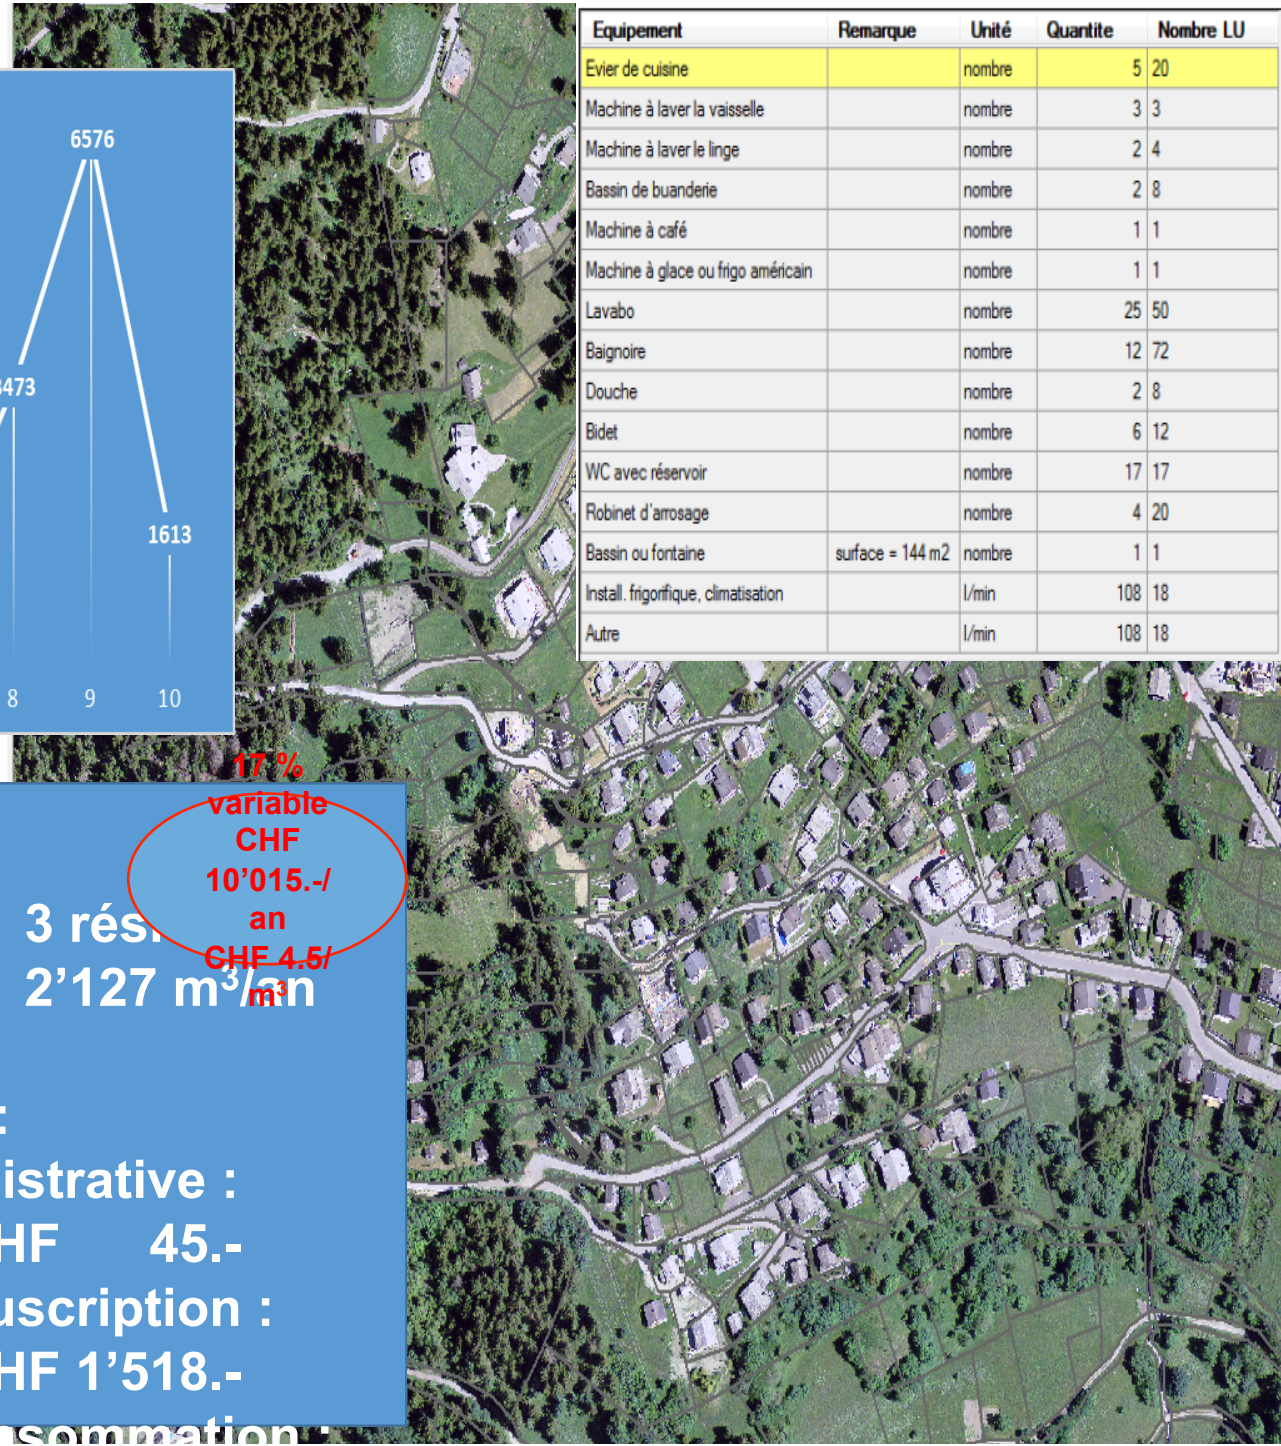 Equipement Remarque Unité Quantite Nombre LU
Evier de cuisine nombre 5 20
Machine à laver la vaisselle nombre 3 3
Machine à laver le linge nombre 2 4
Bassin de buanderie nombre 2 8
Machine à café nombre 1 1
Machine à glace ou frigo américain nombre 1 1
Lavabo nombre 25 50
Baignoire nombre 12 72
Douche nombre 2 8
Bidet nombre 6 12
WC avec réservoir nombre 17 17
Robinet d'arrosage nombre 4 20
Bassin ou fontaine surface = 144 m2 nombre 1 1
Install. frigorifique, climatisation l/min 108 18
Autre l/min 108 18
6576
3473
1613
8 9 10
17 %
variable
CHF
10’015.-/
an
CHF 4.5/
m³
3 rési
2’127 m³/an
:
istrative :
HF 45.-
uscription :
HF 1’518.-
nsommation :